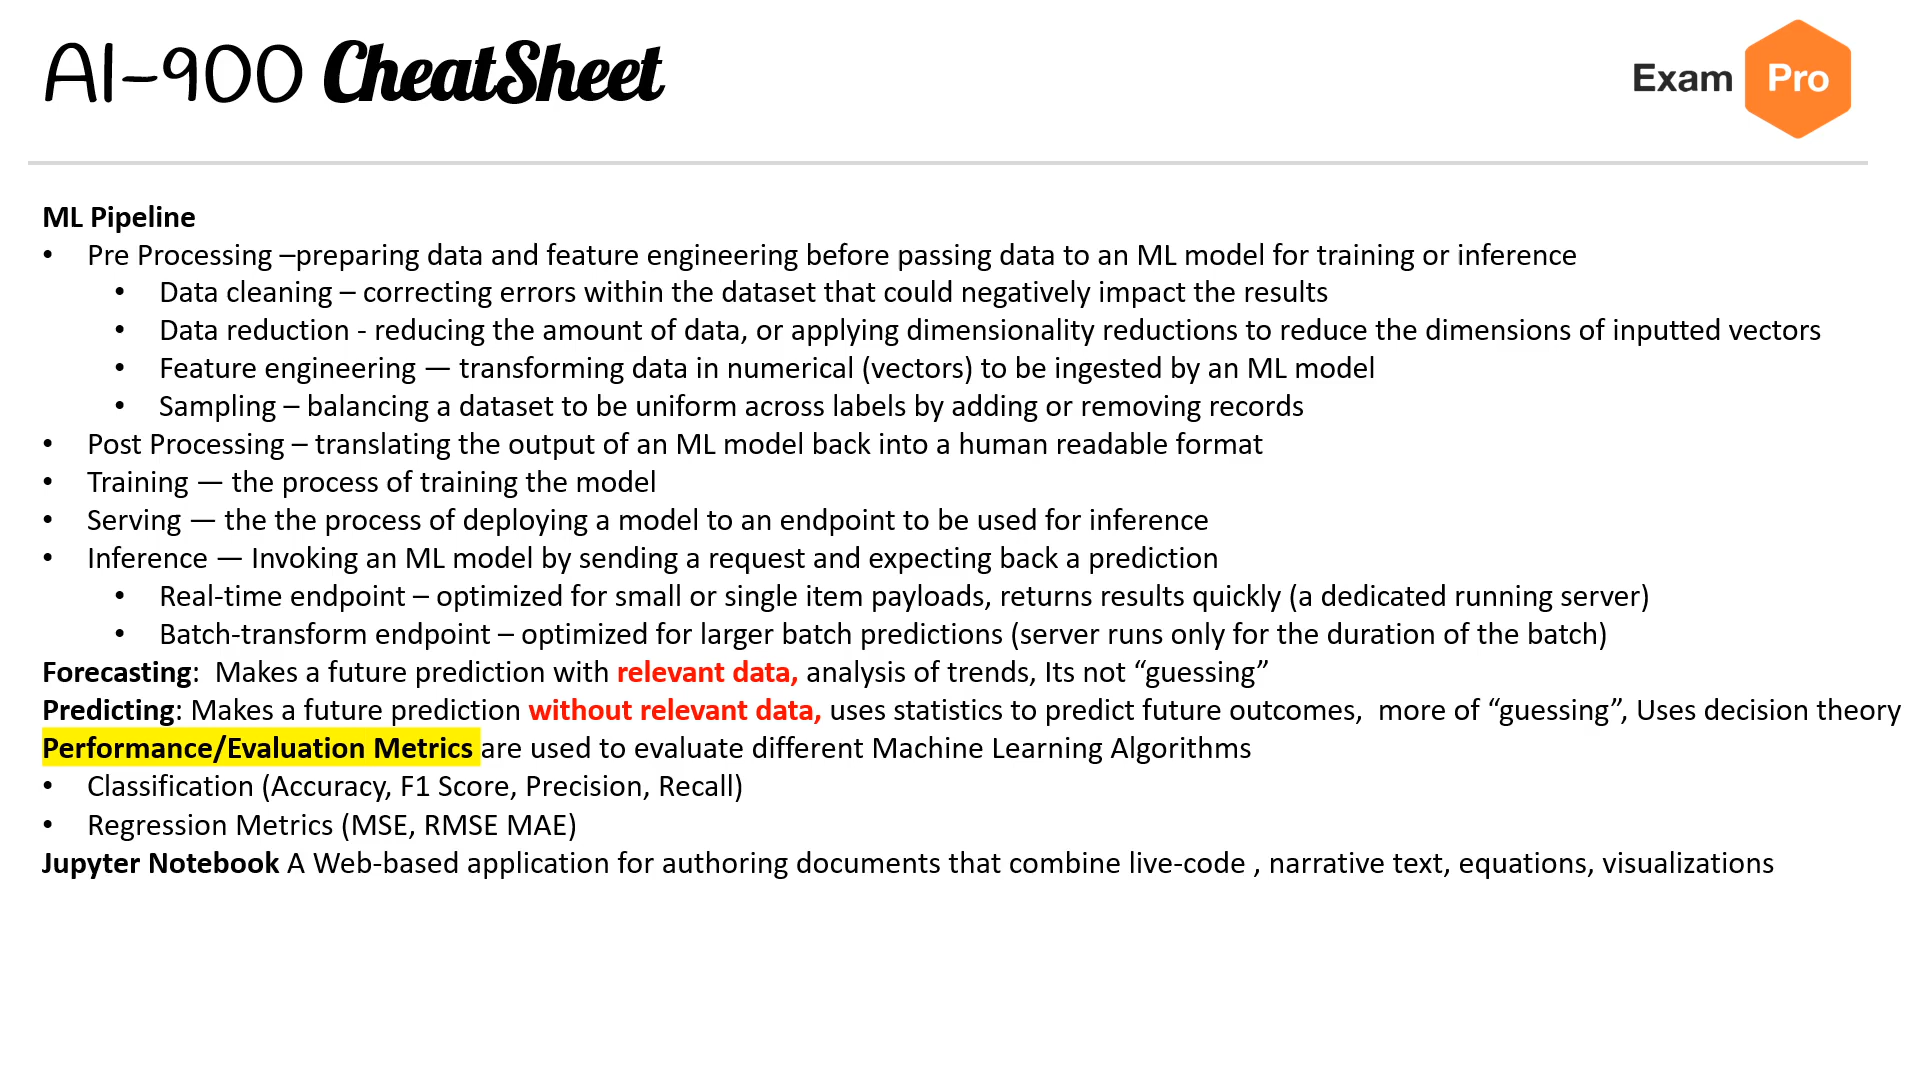 AI-900 CheatSheet
Exam Pro
ML Pipeline
• Pre Processing –preparing data and feature engineering before passing data to an ML model for training or inference
• Data cleaning – correcting errors within the dataset that could negatively impact the results
• Data reduction - reducing the amount of data, or applying dimensionality reductions to reduce the dimensions of inputted vectors
• Feature engineering — transforming data in numerical (vectors) to be ingested by an ML model
• Sampling – balancing a dataset to be uniform across labels by adding or removing records
• Post Processing – translating the output of an ML model back into a human readable format
• Training — the process of training the model
• Serving — the the process of deploying a model to an endpoint to be used for inference
• Inference — Invoking an ML model by sending a request and expecting back a prediction
• Real-time endpoint – optimized for small or single item payloads, returns results quickly (a dedicated running server)
• Batch-transform endpoint – optimized for larger batch predictions (server runs only for the duration of the batch)
Forecasting:  Makes a future prediction with relevant data, analysis of trends, Its not “guessing”
Predicting: Makes a future prediction without relevant data, uses statistics to predict future outcomes,  more of “guessing”, Uses decision theory
Performance/Evaluation Metrics are used to evaluate different Machine Learning Algorithms
• Classification (Accuracy, F1 Score, Precision, Recall)
• Regression Metrics (MSE, RMSE MAE)
Jupyter Notebook A Web-based application for authoring documents that combine live-code , narrative text, equations, visualizations